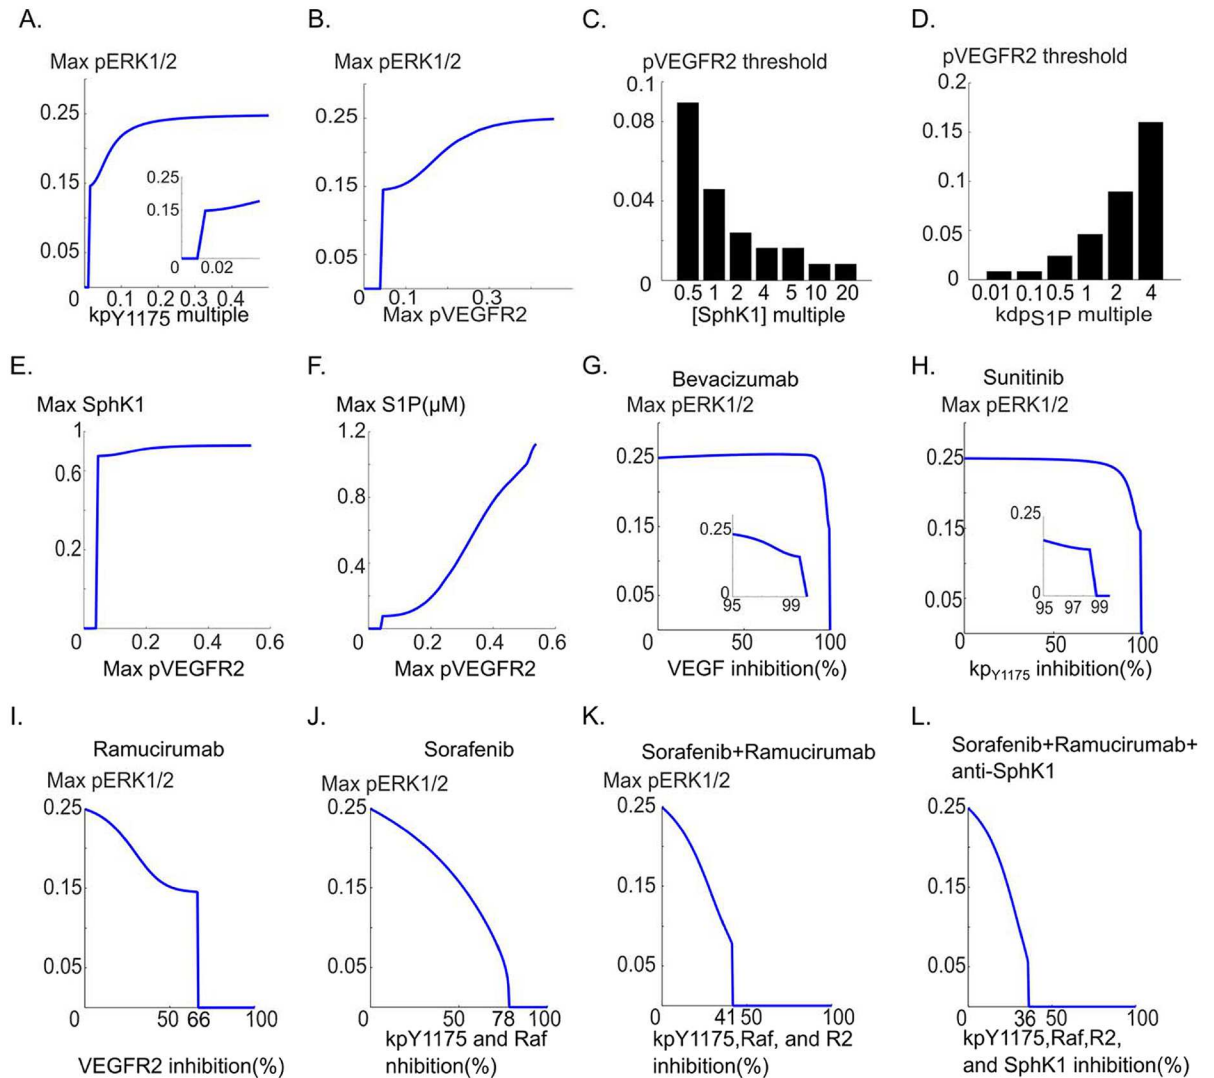 A.
Max pERK1/2
0.25
0.15
0.05
0.25
0.15
0 0.02
0 0.1 0.2 0.3 0.4
kpY1175 multiple
B.
Max pERK1/2
0.25
0.15
0.05
0 0.1 0.3
Max pVEGFR2
C.
pVEGFR2 threshold
0.1
0.08
0.04
0
0.5 1 2 4 5 10 20
[SphK1] multiple
D.
pVEGFR2 threshold
0.2
0.15
0.1
0.05
0
0.01 0.1 0.5 1 2 4
kdpS1P multiple
E.
Max SphK1
1
0.6
0.2
0.2 0.4 0.6
Max pVEGFR2
F.
Max S1P(μM)
1.2
0.8
0.4
0 0.2 0.4 0.6
Max pVEGFR2
G.
Bevacizumab
Max pERK1/2
0.25
0.15
0.05
0.25
0
95 99
0 50 100
VEGF inhibition(%)
H.
Sunitinib
Max pERK1/2
0.25
0.15
0.05
0.25
0
95 97 99
0 50 100
kpY1175 inhibition(%)
I.
Ramucirumab
Max pERK1/2
0.25
0.15
0.05
0 50 66 100
VEGFR2 inhibition(%)
J.
Sorafenib
Max pERK1/2
0.25
0.15
0.05
0 50 78 100
kpY1175 and Raf
nhibition(%)
K.
Sorafenib+Ramucirumab
Max pERK1/2
0.25
0.15
0.05
0 41 50 100
kpY1175,Raf, and R2
inhibition(%)
L.
Sorafenib+Ramucirumab+
anti-SphK1
0.25
0.15
0.05
0 36 50 100
kpY1175,Raf,R2,
and SphK1 inhibition(%)